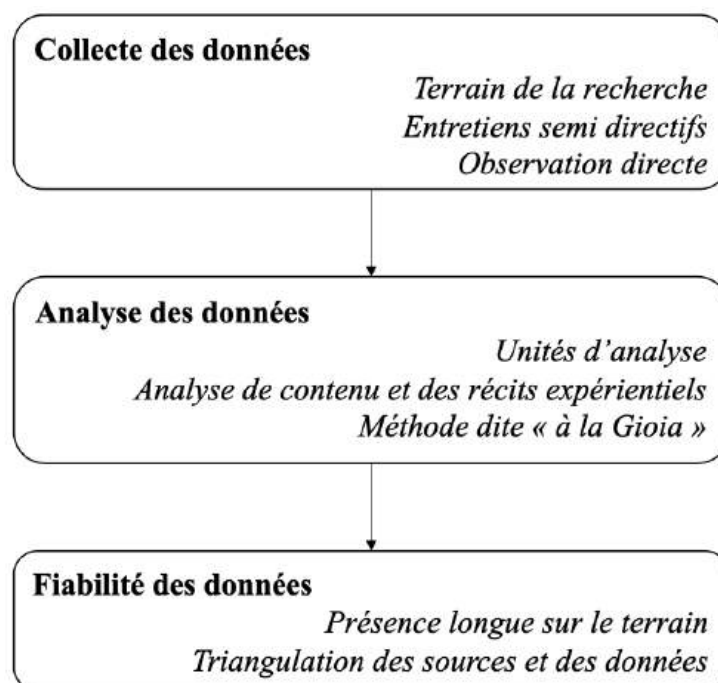 Collecte des données
Terrain de la recherche
Entretiens semi directifs
Observation directe
Analyse des données
Unités d’analyse
Analyse de contenu et des récits expérientiels
Méthode dite « à la Gioia »
Fiabilité des données
Présence longue sur le terrain
Triangulation des sources et des données